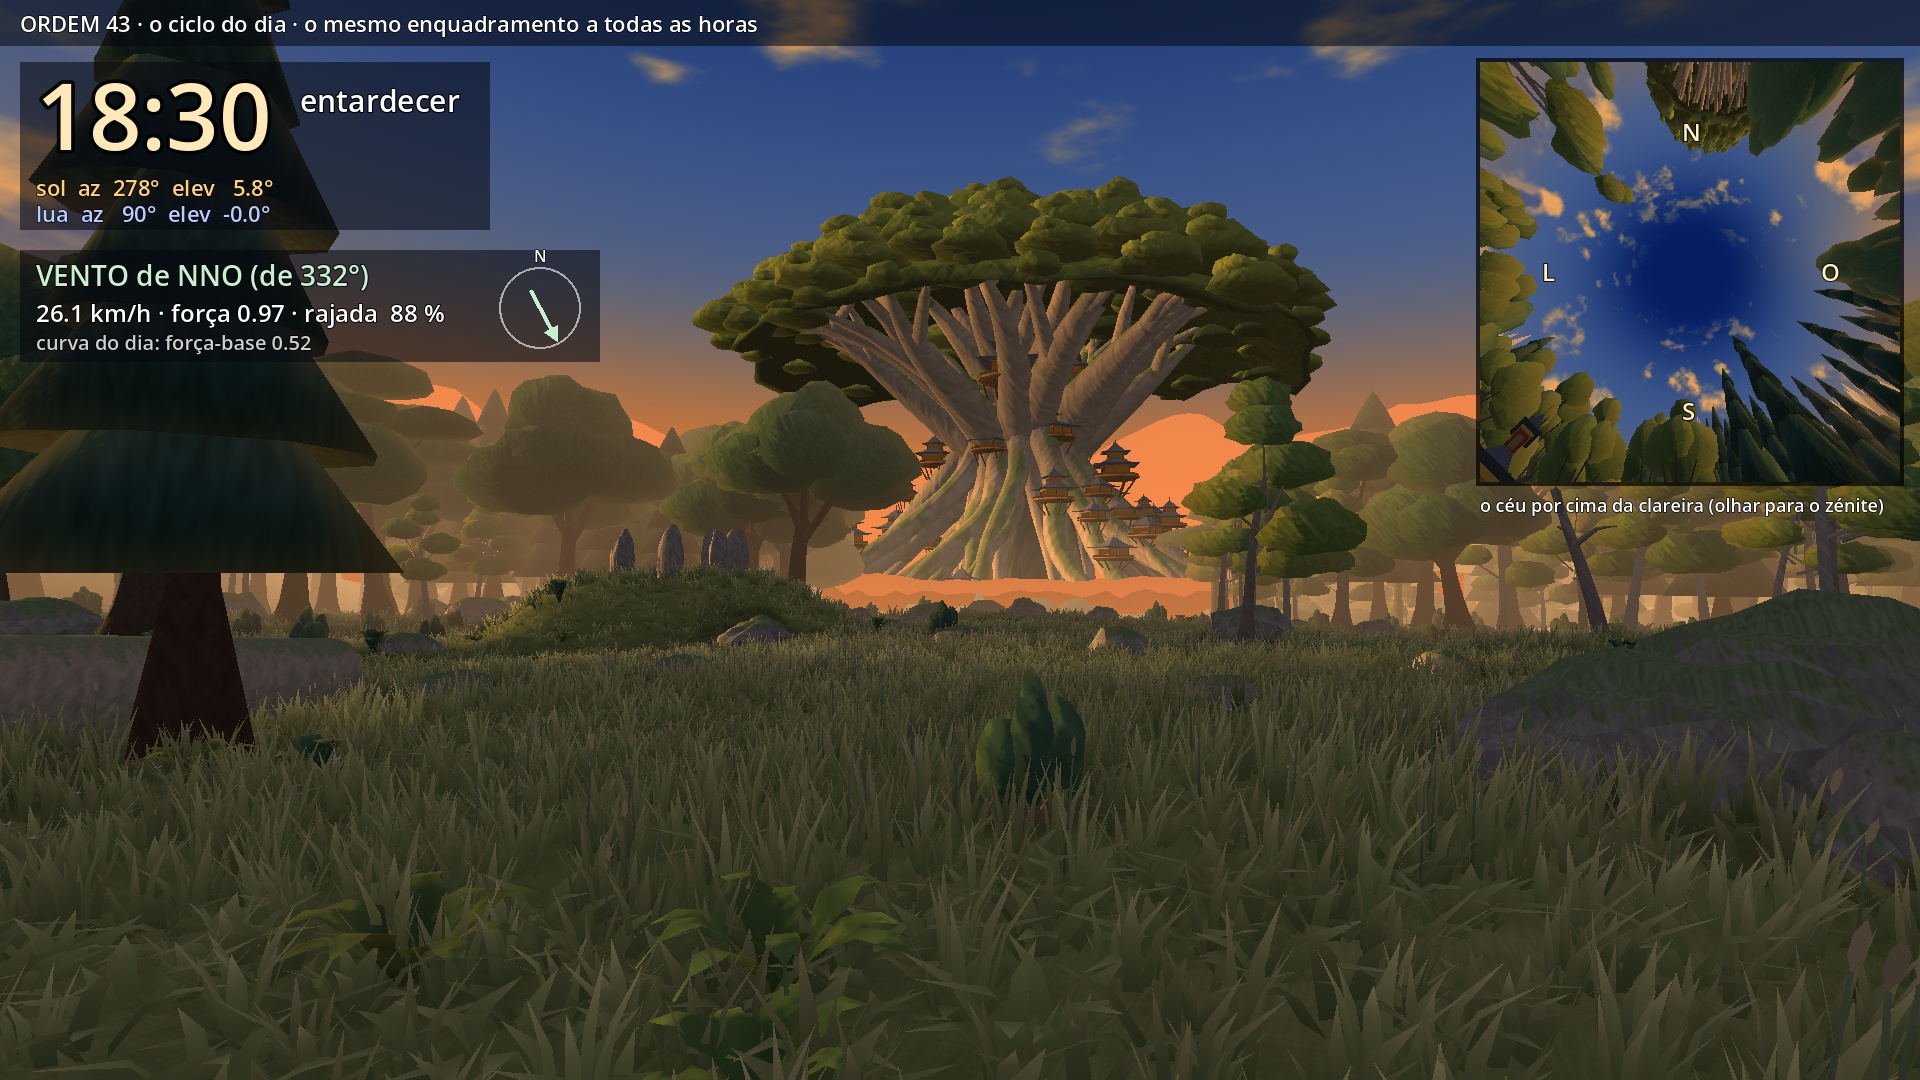 ORDEM 43 · o ciclo do dia · o mesmo enquadramento a todas as horas
18:30 entardecer
sol az 278° elev 5.8°
lua az 90° elev -0.0°
VENTO de NNO (de 332°)
26.1 km/h · força 0.97 · rajada 88 %
curva do dia: força-base 0.52
N
N
L
O
S
o céu por cima da clareira (olhar para o zénite)